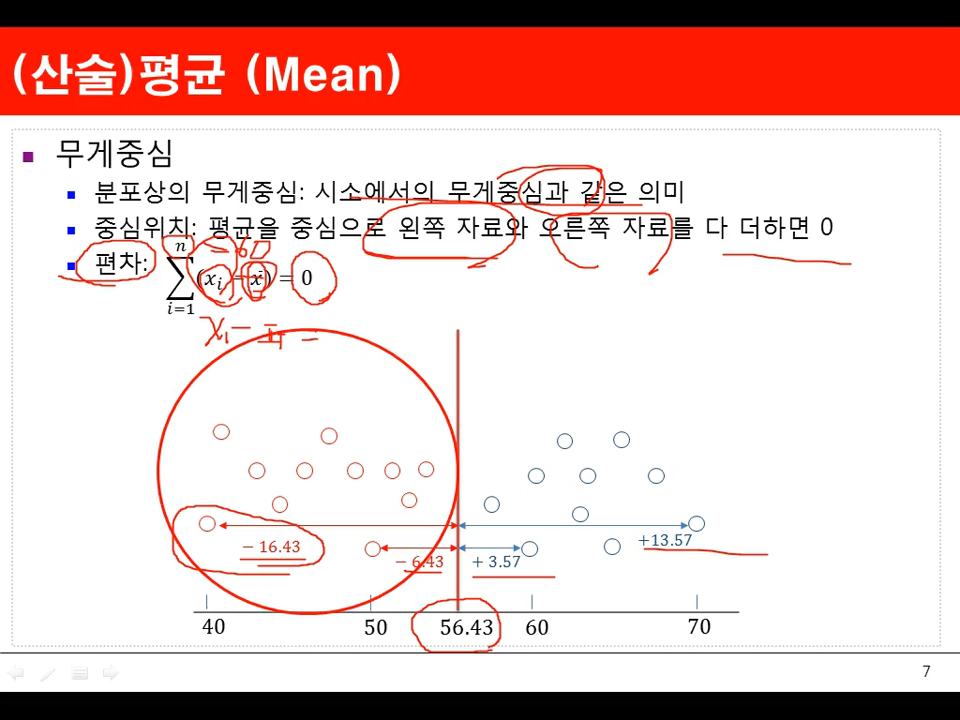 (산술)평균 (Mean)
무게중심
분포상의 무게중심: 시소에서의 무게중심과 같은 의미
중심위치: 평균을 중심으로 왼쪽 자료와 오른쪽 자료를 다 더하면 0
편차: \sum_{i=1}^{n}(x_i − x̄) = 0
− 16.43
− 6.43
+ 3.57
+13.57
40 50 56.43 60 70
7